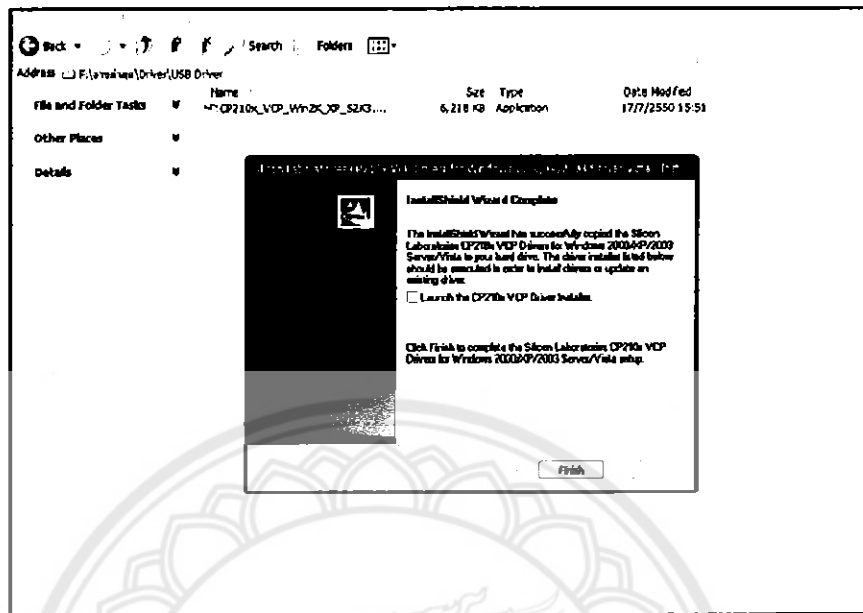 Back Search Folders
Address F:\ \Driver\USB Driver
Name Size Type Date Modified
CP210x_VCP_Win2K_XP_S2K3.... 6,218 KB Application 17/7/2550 15:51
File and Folder Tasks
Other Places
Details
InstallShield Wizard Complete
The InstallShield Wizard has successfully copied the Silicon
Laboratories CP210x VCP Drivers for Windows 2000/XP/2003
Server/Vista to your hard drive. The driver installer listed below
should be executed in order to install drivers or update an
existing driver.
Launch the CP210x VCP Driver Installer.
Click Finish to complete the Silicon Laboratories CP210x VCP
Drivers for Windows 2000/XP/2003 Server/Vista setup.
Finish